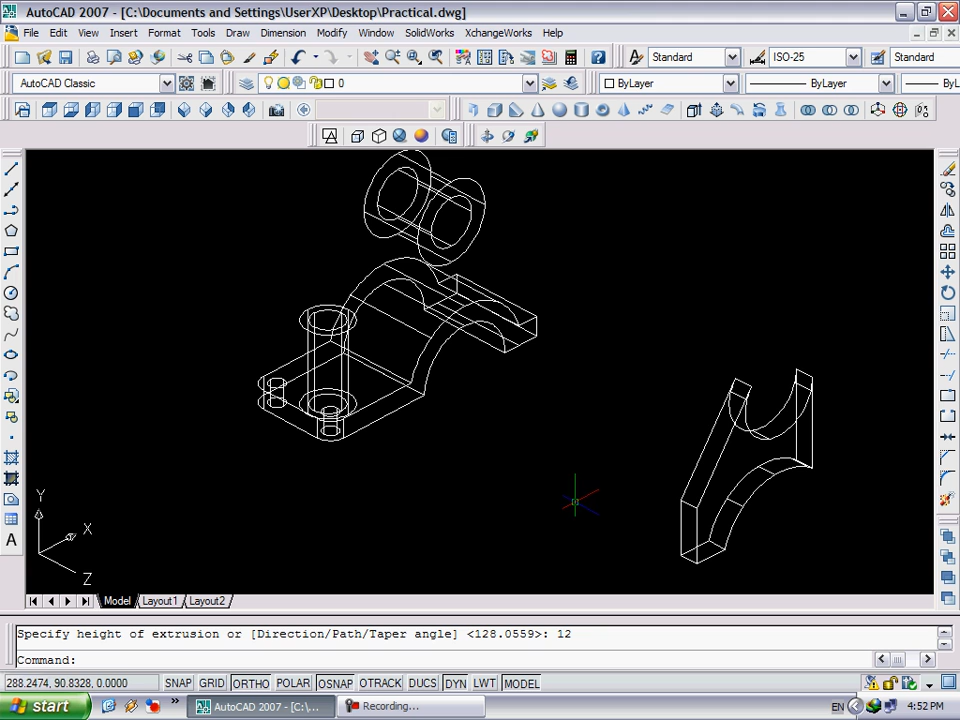 AutoCAD 2007 - [C:\Documents and Settings\UserXP\Desktop\Practical.dwg]
File Edit View Insert Format Tools Draw Dimension Modify Window SolidWorks XchangeWorks Help
Standard ISO-25 Standard
AutoCAD Classic 0 ByLayer ByLayer ByL
Y
X
Z
A
Model Layout1 Layout2
Specify height of extrusion or [Direction/Path/Taper angle] <128.0559>: 12
Command:
288.2474, 90.8328, 0.0000 SNAP GRID ORTHO POLAR OSNAP OTRACK DUCS DYN LWT MODEL
start AutoCAD 2007 - [C:\... Recording... EN 4:52 PM